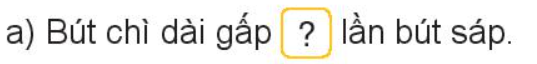 a) Bút chì dài gấp ? lần bút sáp.